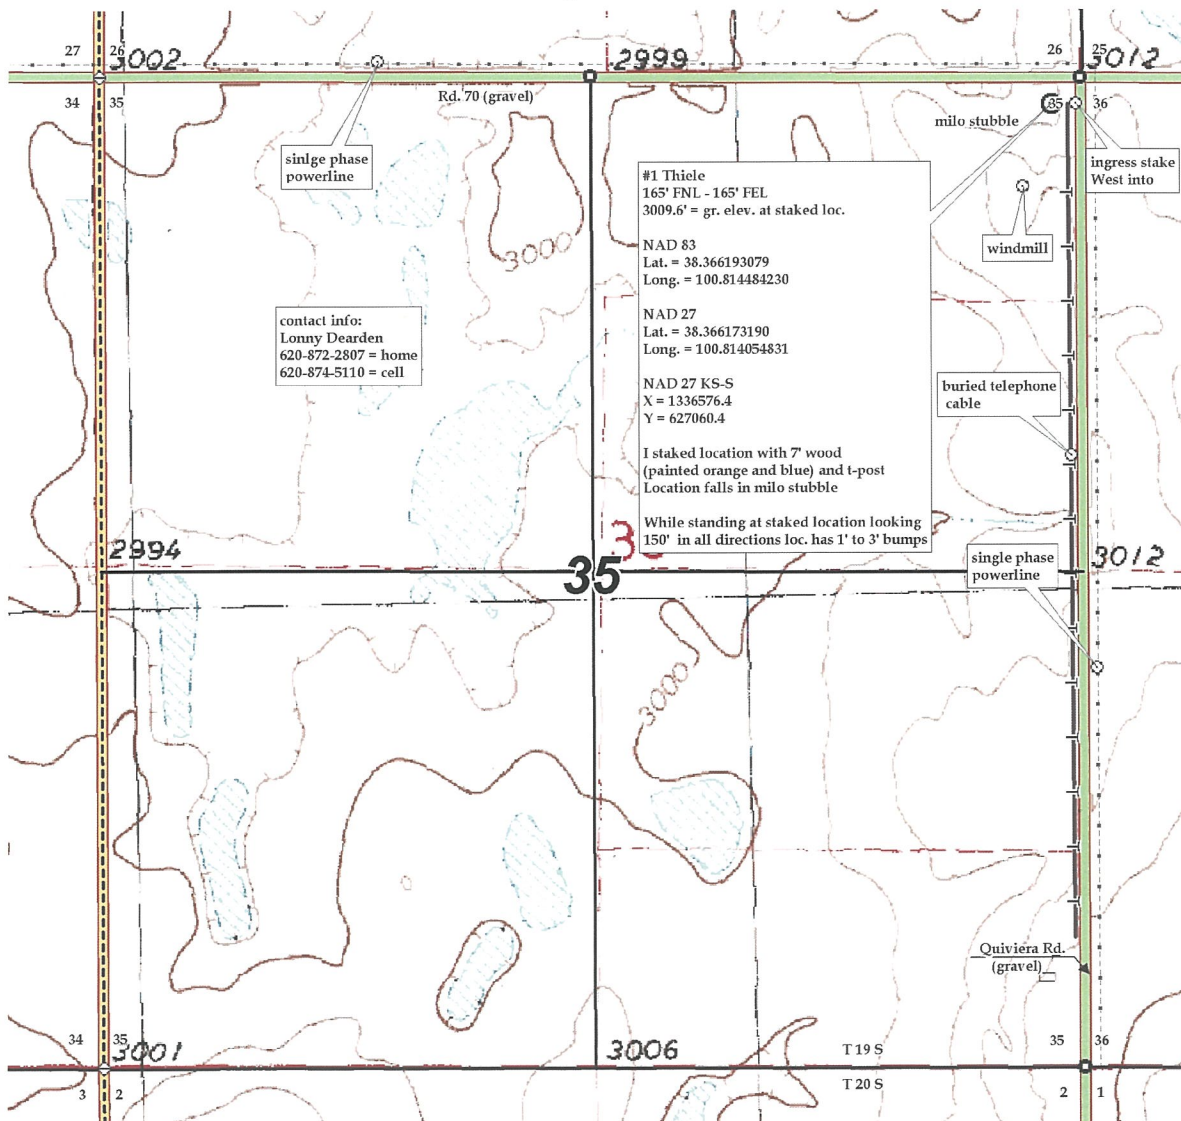 27 26 3002
2999
26 25 3012
34 35
Rd. 70 (gravel)
35 36
milo stubble
sinlge phase
powerline
ingress stake
West into
#1 Thiele
165' FNL - 165' FEL
3009.6' = gr. elev. at staked loc.
NAD 83
Lat. = 38.366193079
Long. = 100.814484230
NAD 27
Lat. = 38.366173190
Long. = 100.814054831
NAD 27 KS-S
X = 1336576.4
Y = 627060.4
I staked location with 7' wood
(painted orange and blue) and t-post
Location falls in milo stubble
While standing at staked location looking
150' in all directions loc. has 1' to 3' bumps
windmill
3000
contact info:
Lonny Dearden
620-872-2807 = home
620-874-5110 = cell
buried telephone
cable
2994
35
3012
single phase
powerline
3000
Quiviera Rd.
(gravel)
34 35
3001
3006
T 19 S
35 36
3 2
T 20 S
2 1